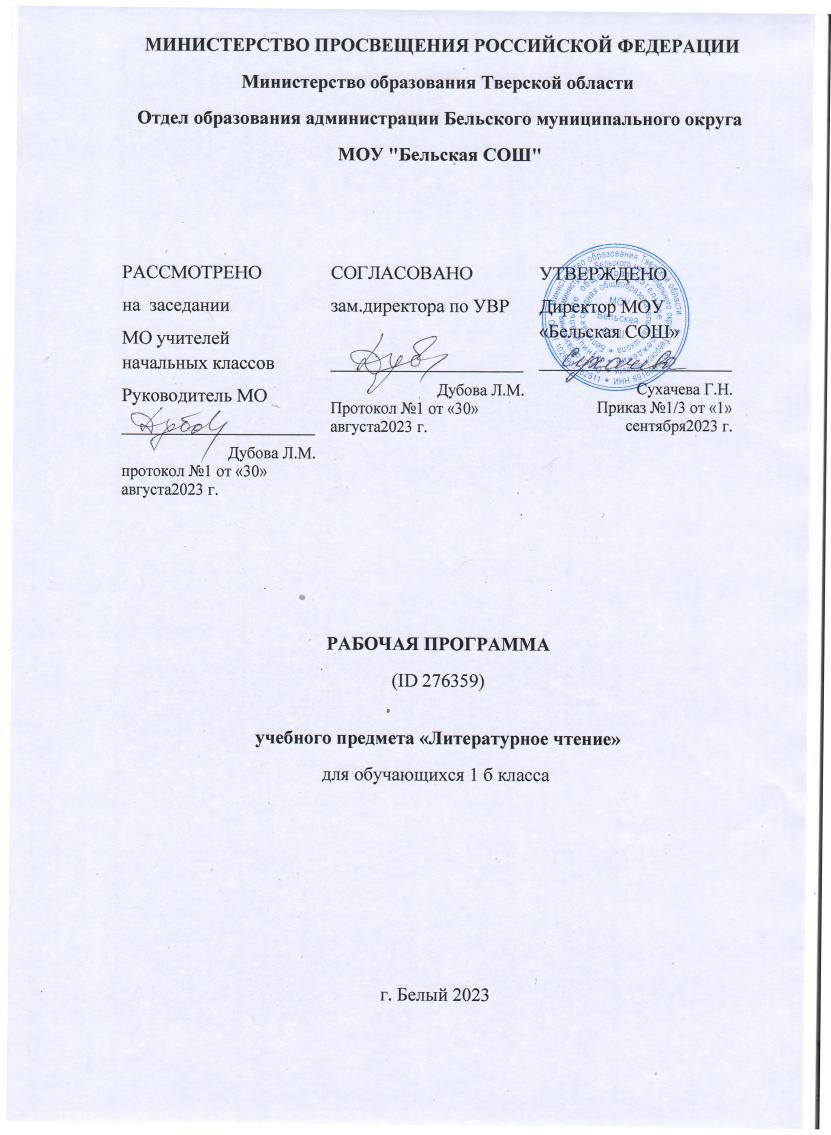 МИНИСТЕРСТВО ПРОСВЕЩЕНИЯ РОССИЙСКОЙ ФЕДЕРАЦИИ
Министерство образования Тверской области
Отдел образования администрации Бельского муниципального округа
МОУ "Бельская СОШ"
РАССМОТРЕНО
на заседании
МО учителей
начальных классов
Руководитель МО
Дубова Л.М.
протокол №1 от «30»
августа2023 г.
СОГЛАСОВАНО
зам.директора по УВР
Дубова Л.М.
Протокол №1 от «30»
августа2023 г.
УТВЕРЖДЕНО
Директор МОУ
«Бельская СОШ»
Сухачева Г.Н.
Приказ №1/3 от «1»
сентября2023 г.
РАБОЧАЯ ПРОГРАММА
(ID 276359)
учебного предмета «Литературное чтение»
для обучающихся 1 б класса
г. Белый 2023